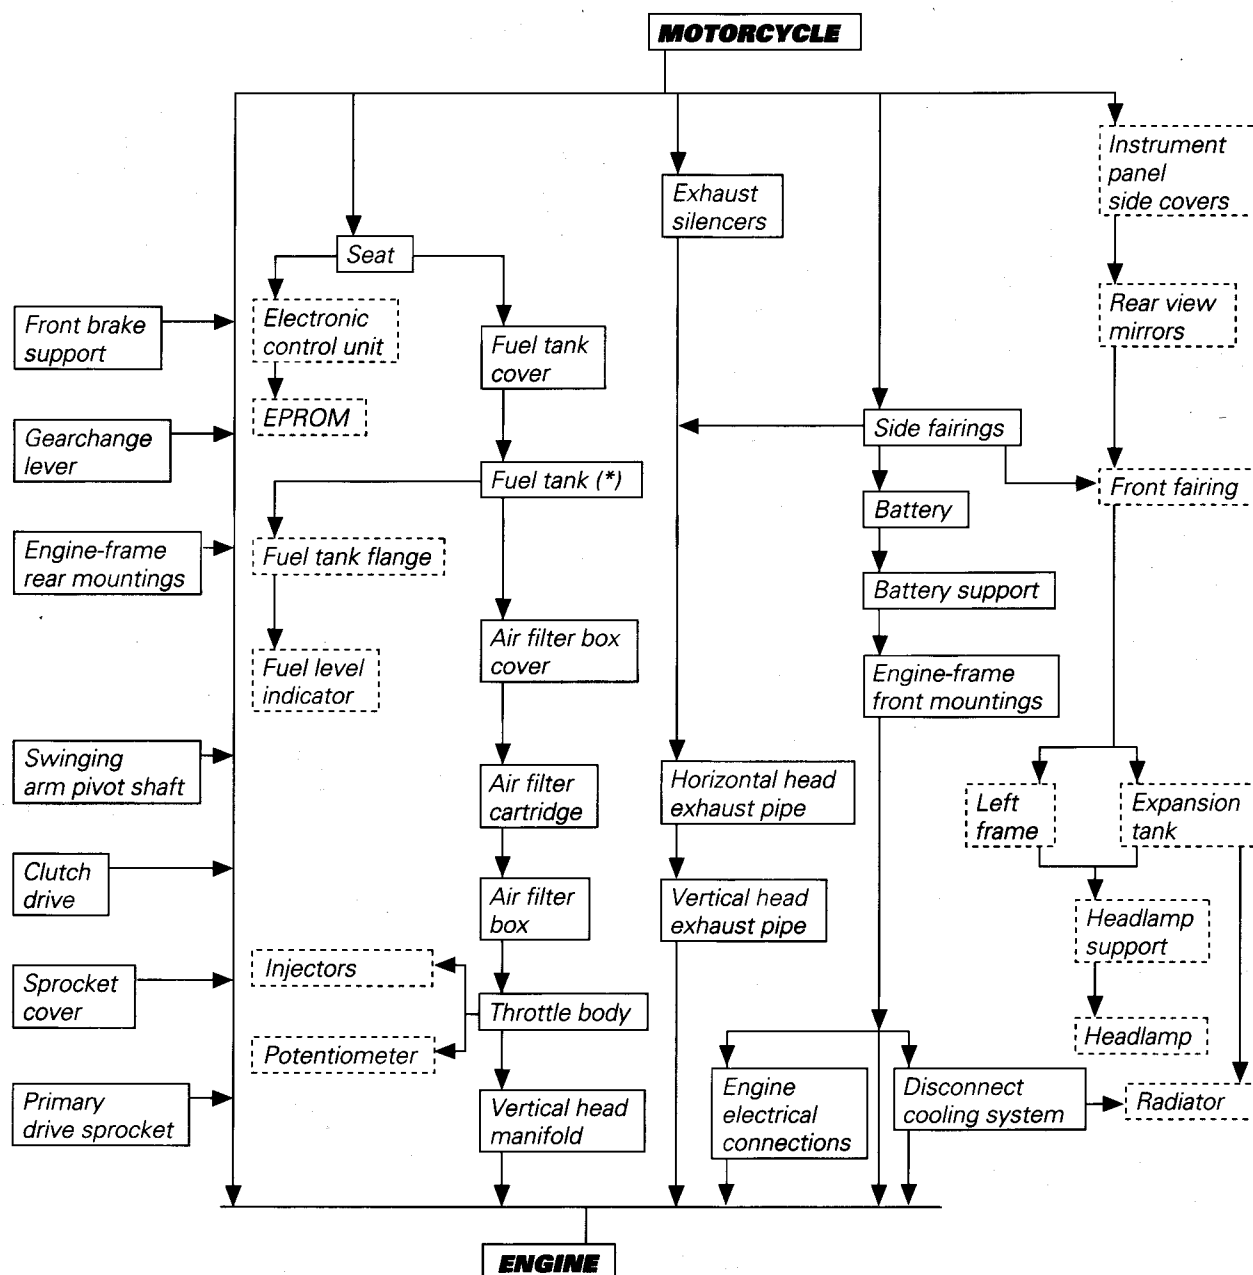 MOTORCYCLE
Instrument
panel
side covers
Exhaust
silencers
Seat
Rear view
mirrors
Front brake
support
Electronic
control unit
Fuel tank
cover
EPROM
Gearchange
lever
Side fairings
Fuel tank (*)
Front fairing
Battery
Engine-frame
rear mountings
Fuel tank flange
Battery support
Air filter box
cover
Fuel level
indicator
Engine-frame
front mountings
Swinging
arm pivot shaft
Air filter
cartridge
Horizontal head
exhaust pipe
Left
frame
Expansion
tank
Clutch
drive
Air filter
box
Vertical head
exhaust pipe
Headlamp
support
Injectors
Sprocket
cover
Throttle body
Headlamp
Potentiometer
Primary
drive sprocket
Vertical head
manifold
Engine
electrical
connections
Disconnect
cooling system
Radiator
ENGINE